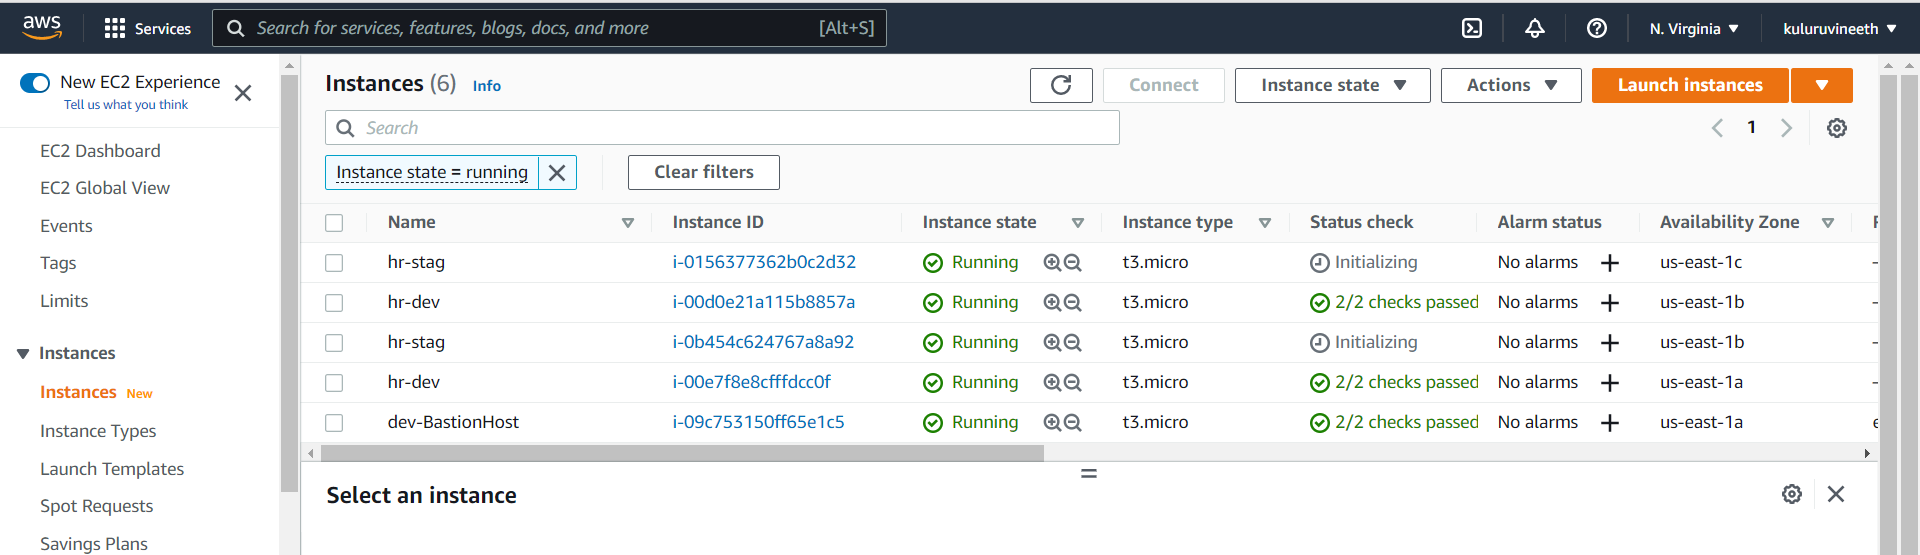 aws
Services
Search for services, features, blogs, docs, and more [Alt+S]
N. Virginia
kuluruvineeth
New EC2 Experience
Tell us what you think
EC2 Dashboard
EC2 Global View
Events
Tags
Limits
Instances
Instances New
Instance Types
Launch Templates
Spot Requests
Savings Plans
Instances (6) Info
Connect
Instance state
Actions
Launch instances
Search
1
Instance state = running
Clear filters
Name Instance ID Instance state Instance type Status check Alarm status Availability Zone
hr-stag i-0156377362b0c2d32 Running t3.micro Initializing No alarms + us-east-1c –
hr-dev i-00d0e21a115b8857a Running t3.micro 2/2 checks passed No alarms + us-east-1b –
hr-stag i-0b454c624767a8a92 Running t3.micro Initializing No alarms + us-east-1b –
hr-dev i-00e7f8e8cfffdcc0f Running t3.micro 2/2 checks passed No alarms + us-east-1a –
dev-BastionHost i-09c753150ff65e1c5 Running t3.micro 2/2 checks passed No alarms + us-east-1a
Select an instance